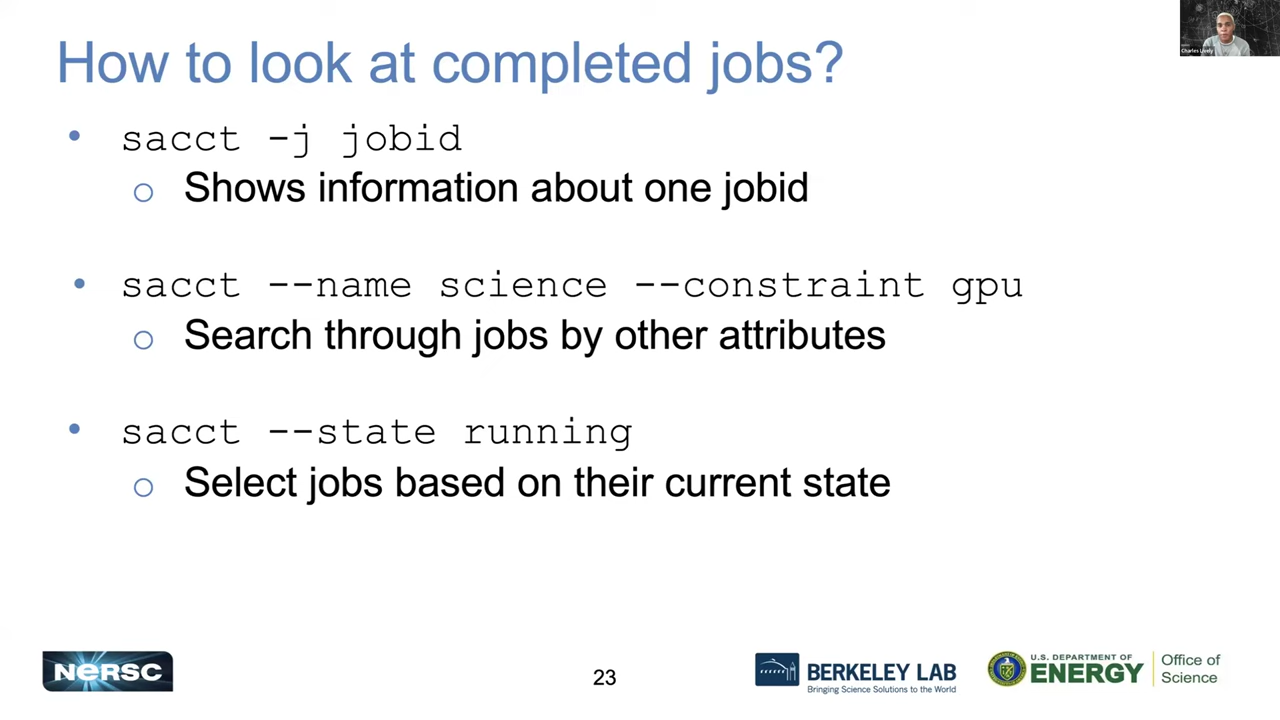 How to look at completed jobs?
Charles Lively
• sacct -j jobid
o Shows information about one jobid
• sacct --name science --constraint gpu
o Search through jobs by other attributes
• sacct --state running
o Select jobs based on their current state
NERSC
23
BERKELEY LAB
Bringing Science Solutions to the World
U.S. DEPARTMENT OF
ENERGY
Office of
Science